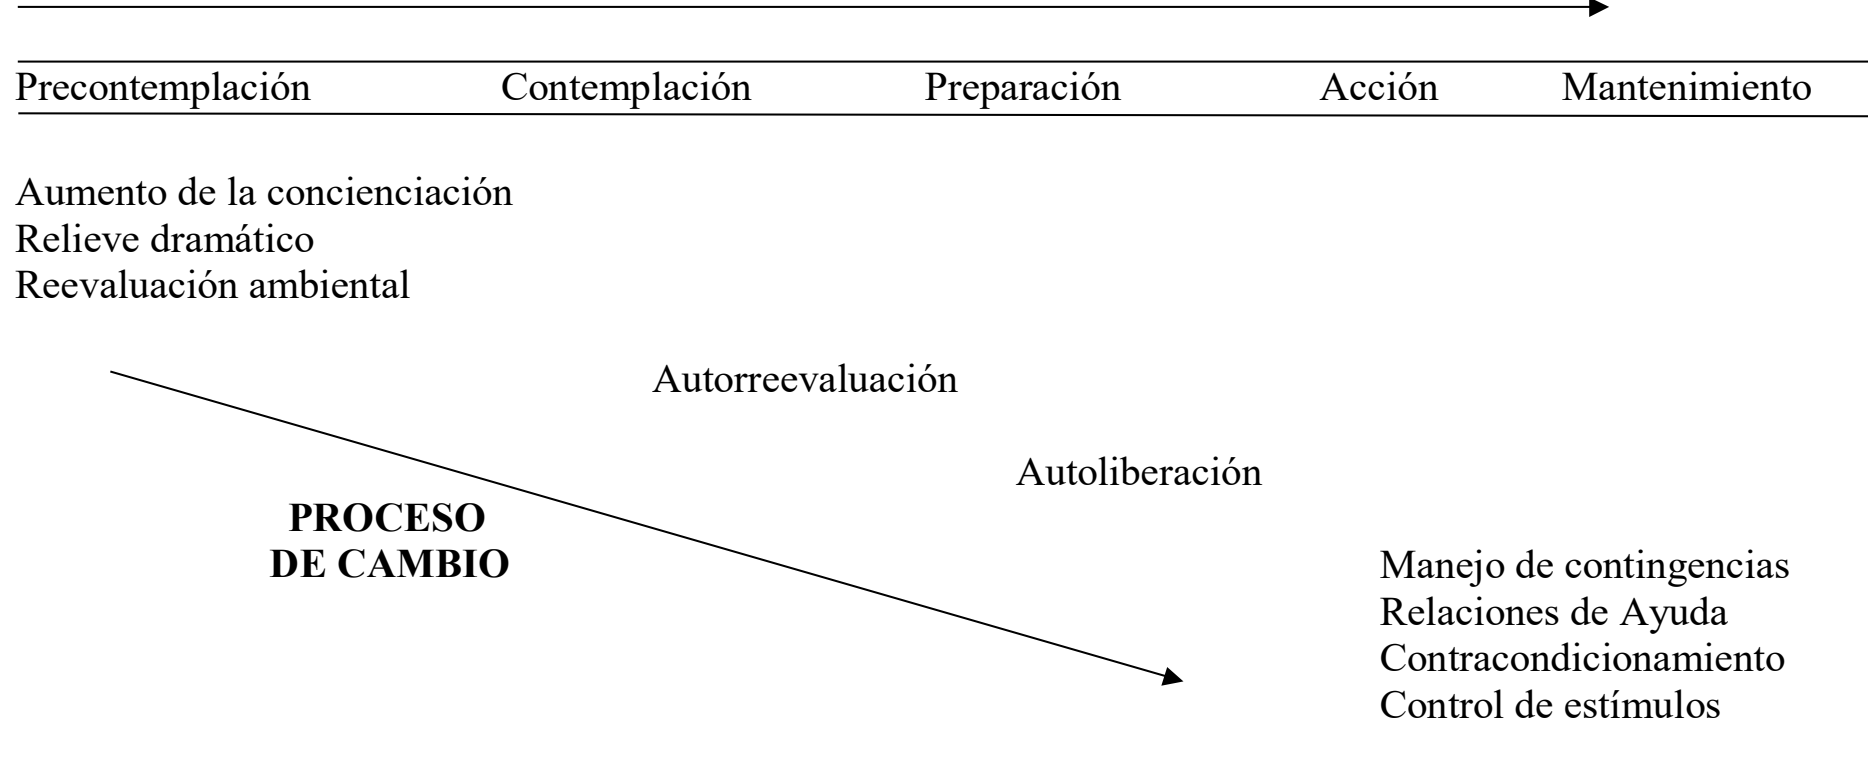 Precontemplación Contemplación Preparación Acción Mantenimiento
Aumento de la concienciación
Relieve dramático
Reevaluación ambiental
Autorreevaluación
Autoliberación
PROCESO
DE CAMBIO
Manejo de contingencias
Relaciones de Ayuda
Contracondicionamiento
Control de estímulos